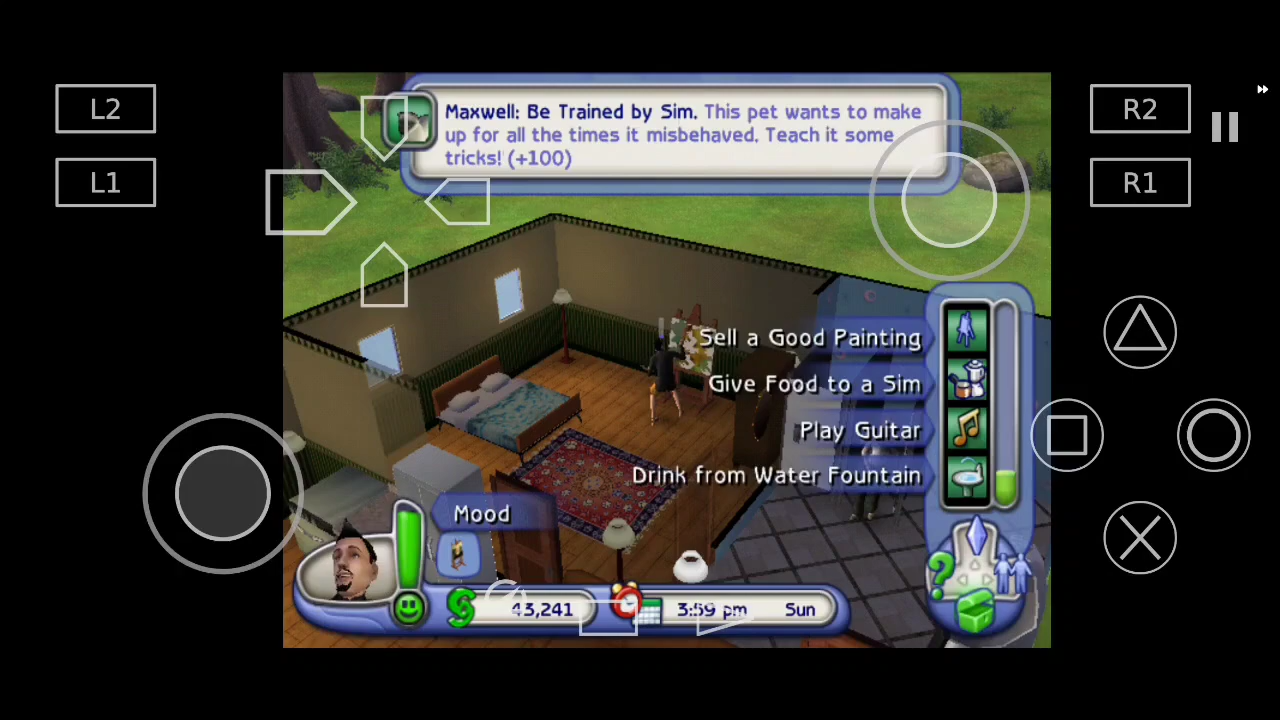 L2
L1
R2
R1
Maxwell: Be Trained by Sim. This pet wants to make
up for all the times it misbehaved. Teach it some
tricks! (+100)
Sell a Good Painting
Give Food to a Sim
Play Guitar
Drink from Water Fountain
Mood
43,241
3:59 pm
Sun